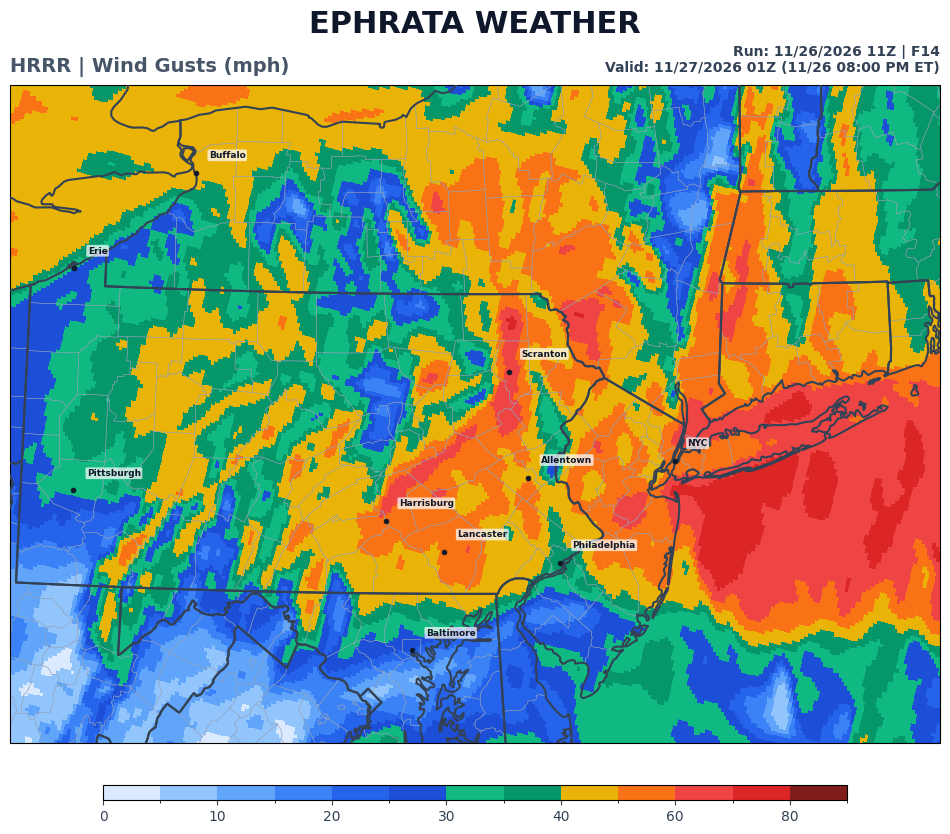 EPHRATA WEATHER
HRRR | Wind Gusts (mph)
Run: 11/26/2026 11Z | F14
Valid: 11/27/2026 01Z (11/26 08:00 PM ET)
Buffalo
Erie
Scranton
NYC
Allentown
Pittsburgh
Harrisburg
Lancaster
Philadelphia
Baltimore
0 10 20 30 40 50 60 70 80